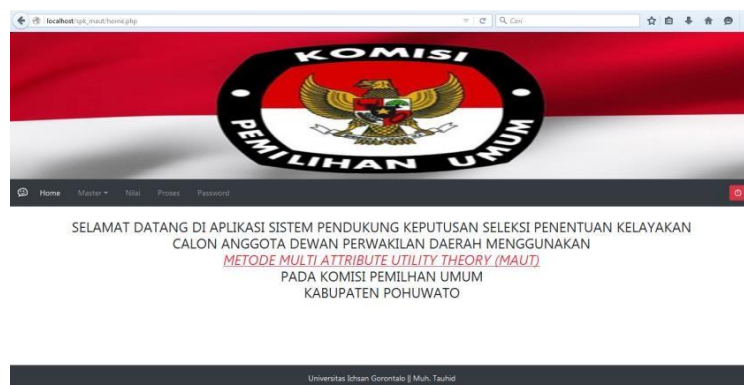 localhost/spk_maut/home.php
Cari
KOMISI
PEMILIHAN UMUM
Home Master Nilai Proses Password
SELAMAT DATANG DI APLIKASI SISTEM PENDUKUNG KEPUTUSAN SELEKSI PENENTUAN KELAYAKAN
CALON ANGGOTA DEWAN PERWAKILAN DAERAH MENGGUNAKAN
METODE MULTI ATTRIBUTE UTILITY THEORY (MAUT)
PADA KOMISI PEMILHAN UMUM
KABUPATEN POHUWATO
Universitas Ichsan Gorontalo || Muh. Tauhid